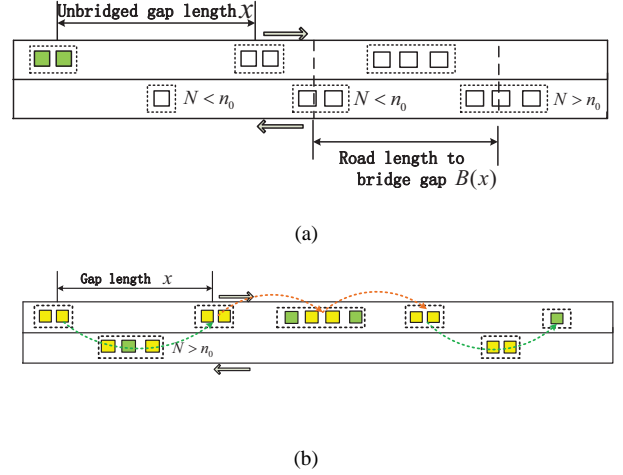 Unbridged gap length x
N < n₀ N < n₀ N > n₀
Road length to
bridge gap B(x)
(a)
Gap length x
N > n₀
(b)